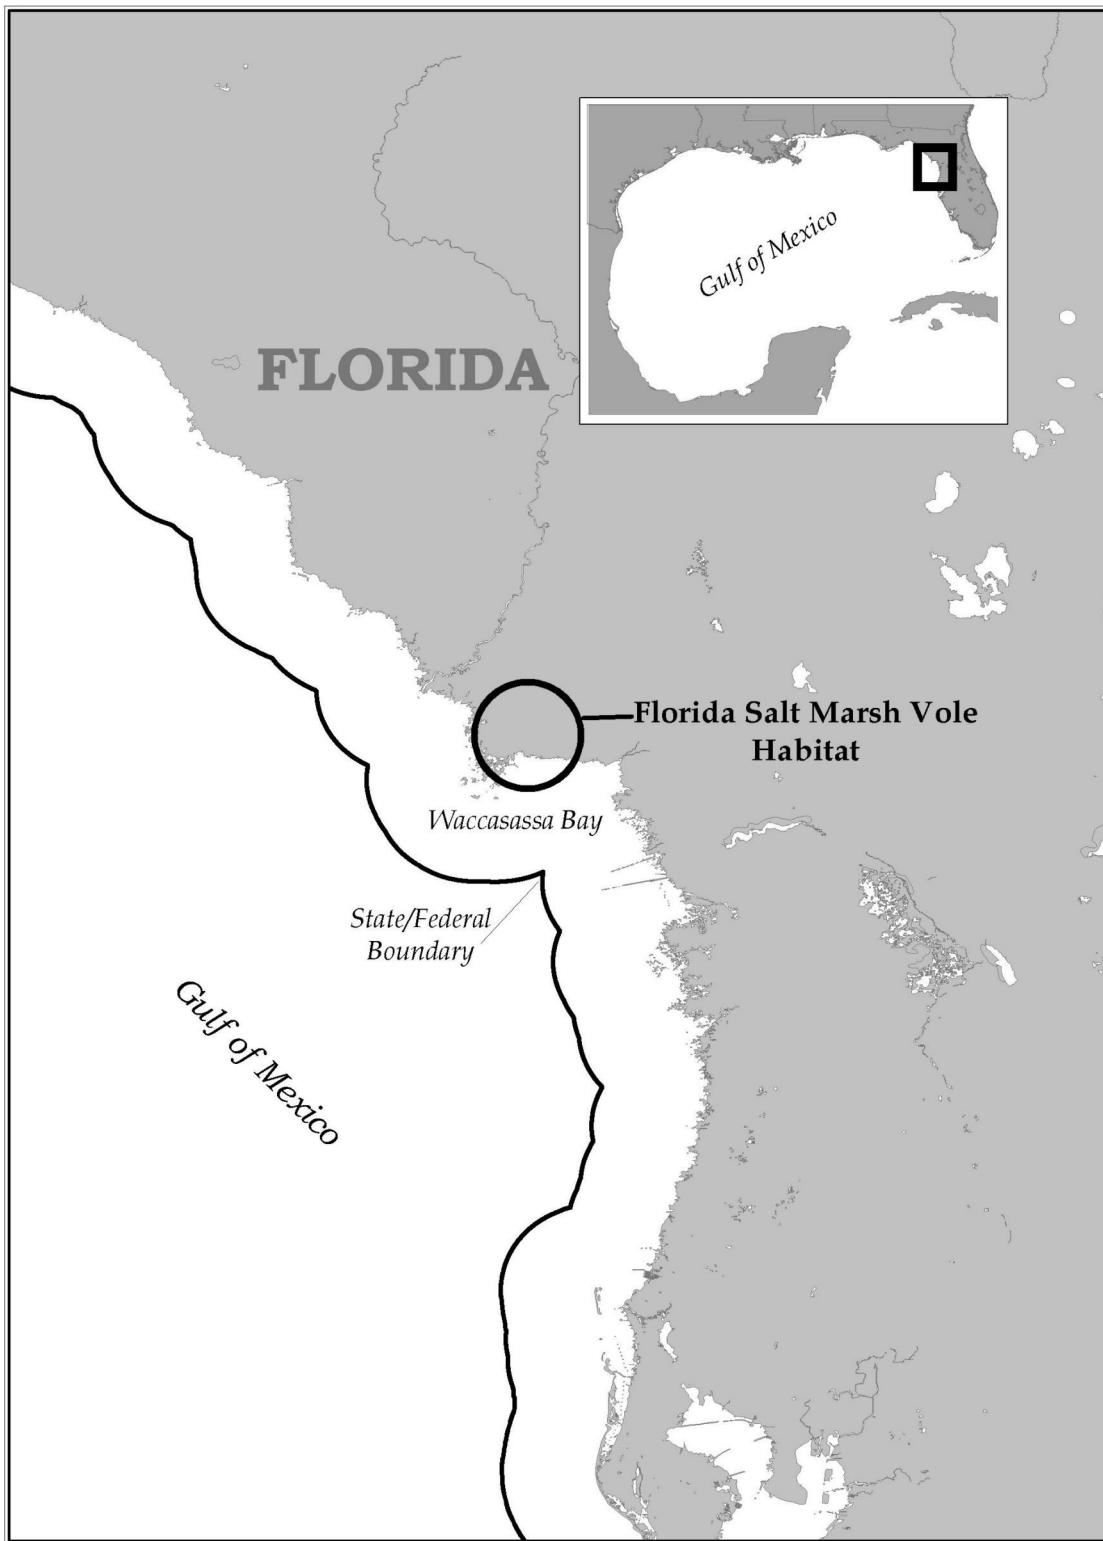 Gulf of Mexico
FLORIDA
Florida Salt Marsh Vole
Habitat
Waccasassa Bay
State/Federal
Boundary
Gulf of Mexico